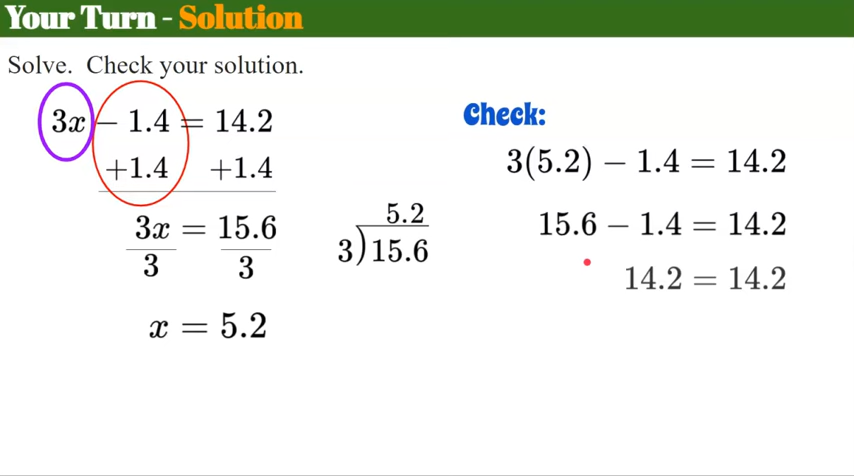 Your Turn - Solution
Solve. Check your solution.
3x − 1.4 = 14.2
+1.4 +1.4
3x = 15.6
3 3
x = 5.2
5.2
3)15.6
Check:
3(5.2) − 1.4 = 14.2
15.6 − 1.4 = 14.2
14.2 = 14.2